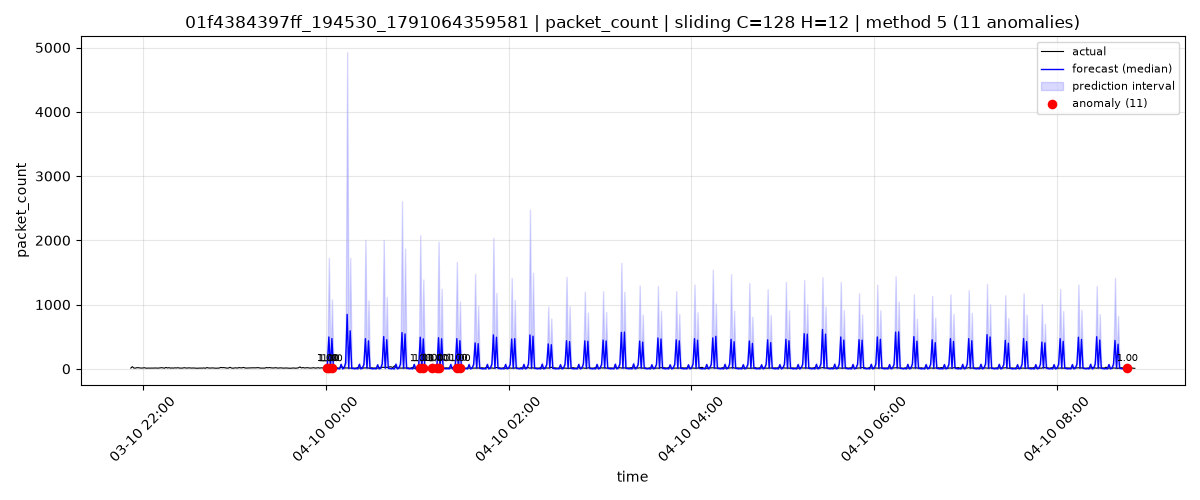 01f4384397ff_194530_1791064359581 | packet_count | sliding C=128 H=12 | method 5 (11 anomalies)
packet_count
5000
4000
3000
2000
1000
0
actual
forecast (median)
prediction interval
anomaly (11)
1.00
03-10 22:00
04-10 00:00
04-10 02:00
04-10 04:00
04-10 06:00
04-10 08:00
time